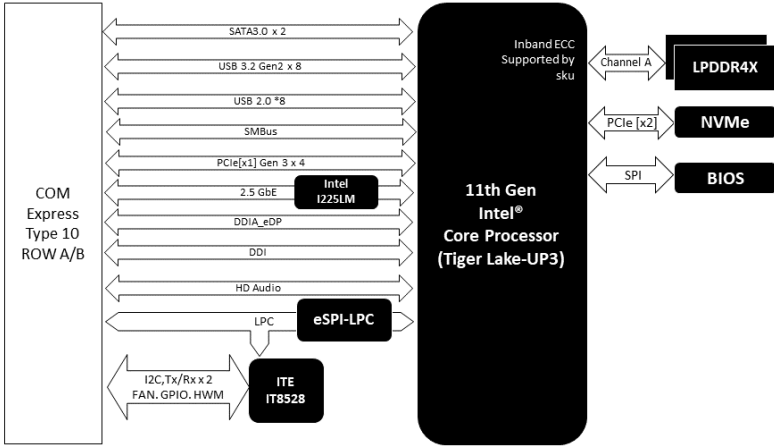 COM
Express
Type 10
ROW A/B
SATA3.0 x 2
USB 3.2 Gen2 x 8
USB 2.0 *8
SMBus
PCIe[x1] Gen 3 x 4
2.5 GbE
Intel
I225LM
DDIA_eDP
DDI
HD Audio
LPC
eSPI-LPC
I2C,Tx/Rx x 2
FAN. GPIO. HWM
ITE
IT8528
Inband ECC
Supported by
sku
11th Gen
Intel®
Core Processor
(Tiger Lake-UP3)
Channel A
LPDDR4X
PCIe [x2]
NVMe
SPI
BIOS